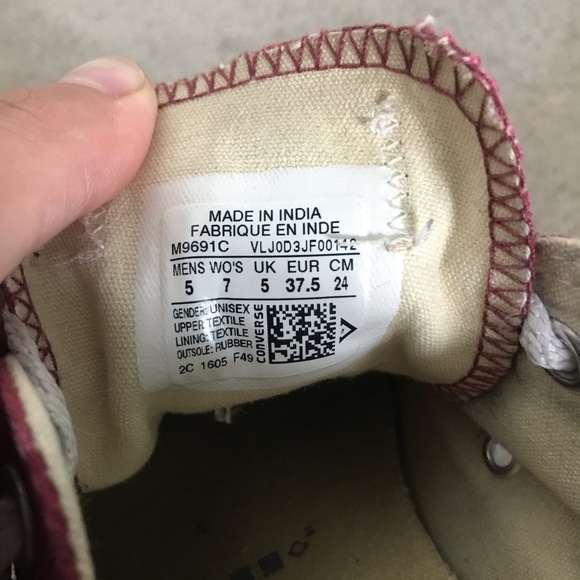 MADE IN INDIA
FABRIQUE EN INDE
M9691C VLJ0D3JF00142
MENS WO'S UK EUR CM
5 7 5 37.5 24
GENDER: UNISEX
UPPER: TEXTILE
LINING: TEXTILE
OUTSOLE: RUBBER
2C 1605 F49
CONVERSE